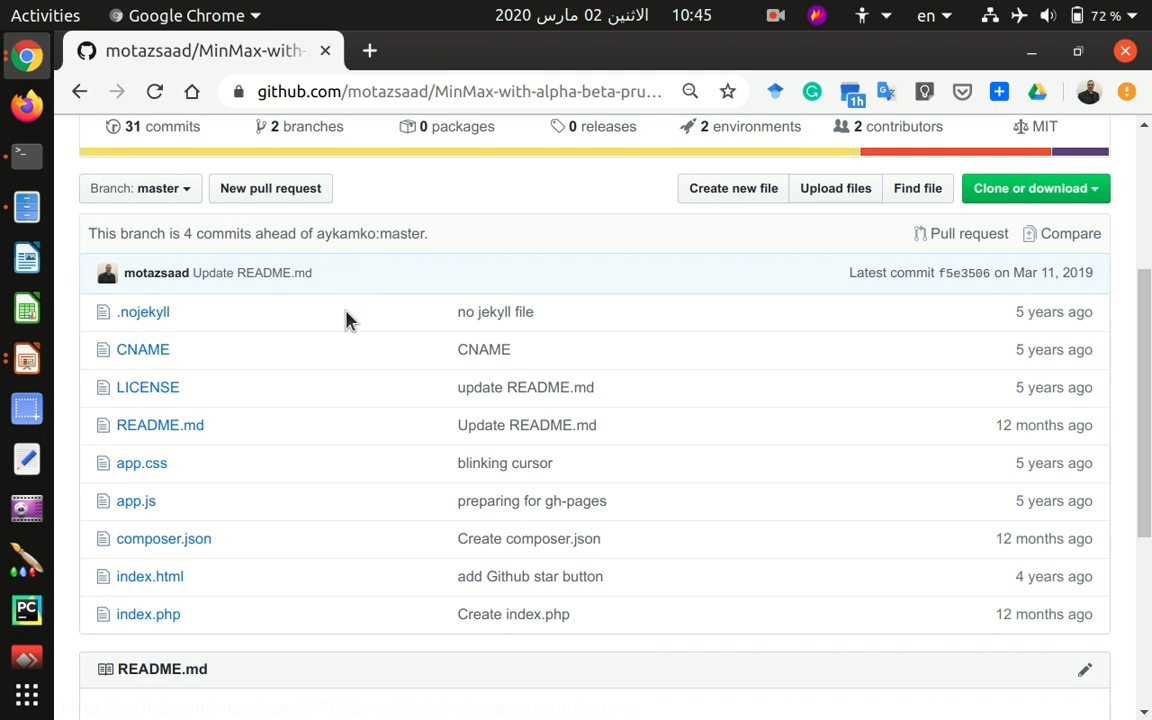 Activities Google Chrome الاثنين 02 مارس 2020 10:45 en 72 %
motazsaad/MinMax-with-
github.com/motazsaad/MinMax-with-alpha-beta-pru... 1h
31 commits 2 branches 0 packages 0 releases 2 environments 2 contributors MIT
Branch: master New pull request Create new file Upload files Find file Clone or download
This branch is 4 commits ahead of aykamko:master. Pull request Compare
motazsaad Update README.md Latest commit f5e3506 on Mar 11, 2019
.nojekyll no jekyll file 5 years ago
CNAME CNAME 5 years ago
LICENSE update README.md 5 years ago
README.md Update README.md 12 months ago
app.css blinking cursor 5 years ago
app.js preparing for gh-pages 5 years ago
composer.json Create composer.json 12 months ago
index.html add Github star button 4 years ago
PC index.php Create index.php 12 months ago
README.md